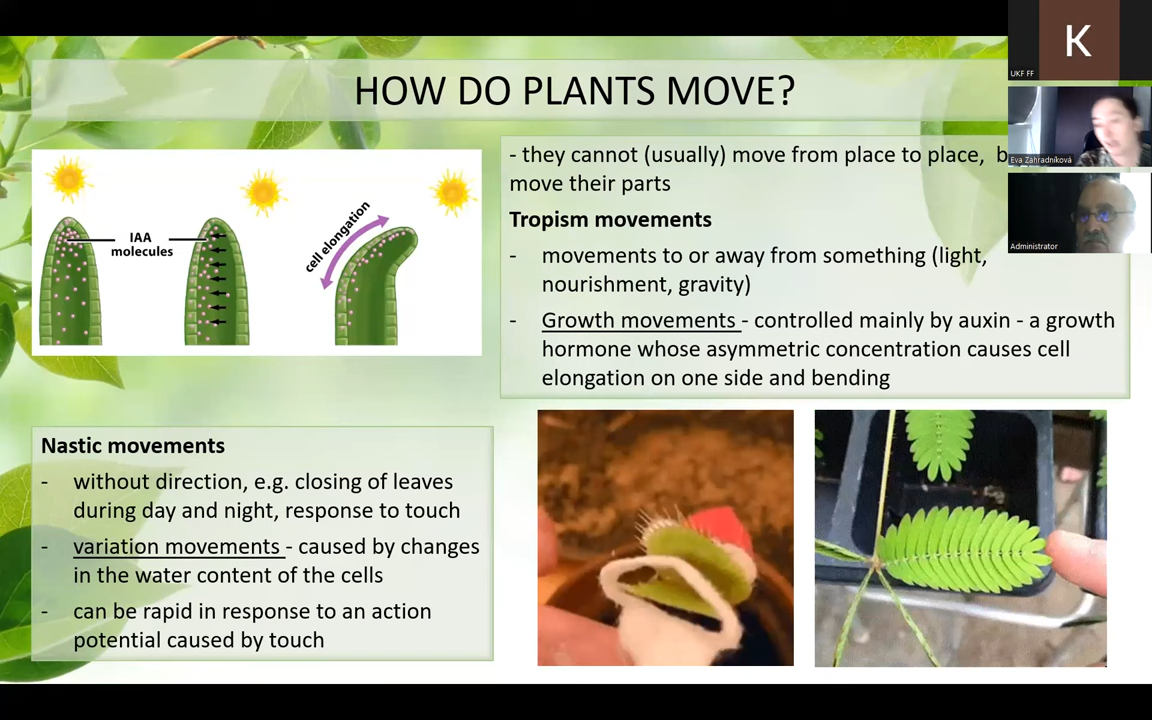 HOW DO PLANTS MOVE?
K
UKF FF
Eva Zahradníková
Administrator
IAA
molecules
cell elongation
- they cannot (usually) move from place to place, b
move their parts
Tropism movements
- movements to or away from something (light,
nourishment, gravity)
- Growth movements - controlled mainly by auxin - a growth
hormone whose asymmetric concentration causes cell
elongation on one side and bending
Nastic movements
- without direction, e.g. closing of leaves
during day and night, response to touch
- variation movements - caused by changes
in the water content of the cells
- can be rapid in response to an action
potential caused by touch